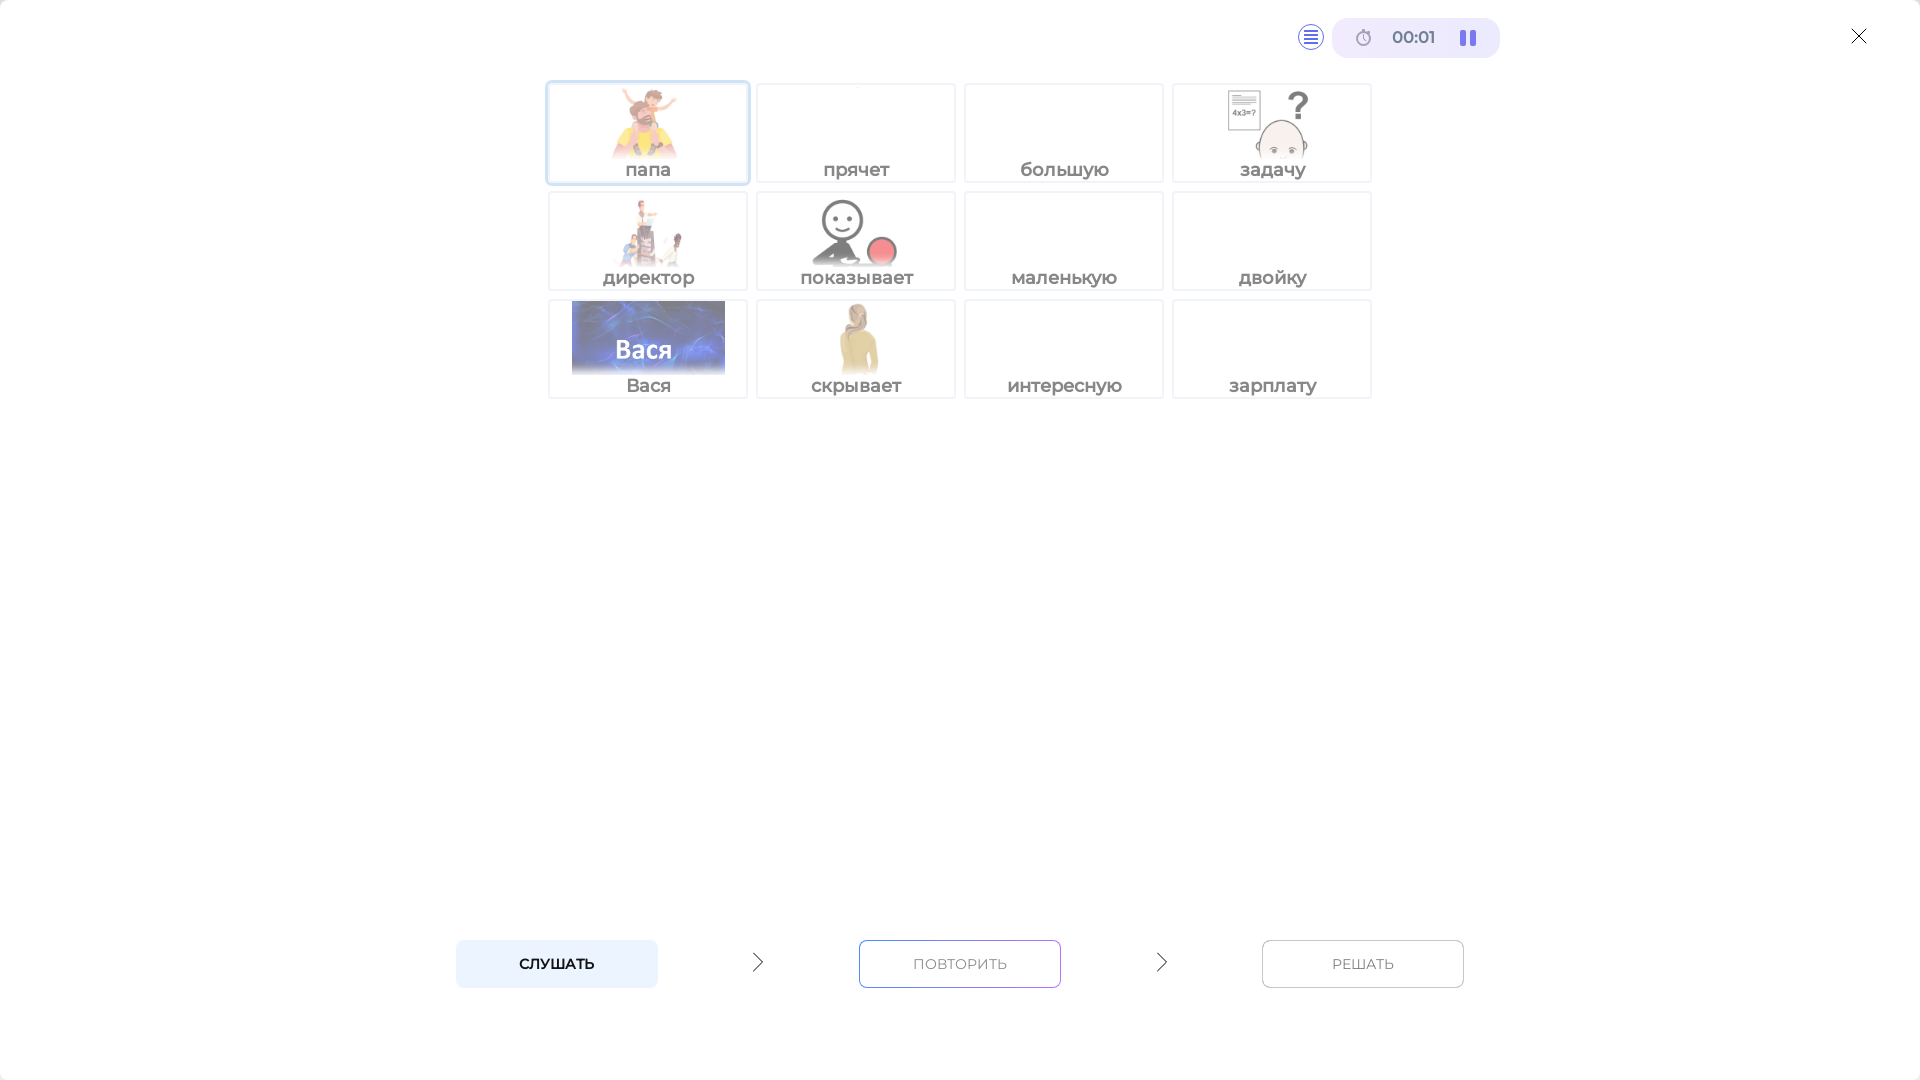 00:01
4x3=?
?
папа
прячет
большую
задачу
директор
показывает
маленькую
двойку
Вася
Вася
скрывает
интересную
зарплату
СЛУШАТЬ
ПОВТОРИТЬ
РЕШАТЬ